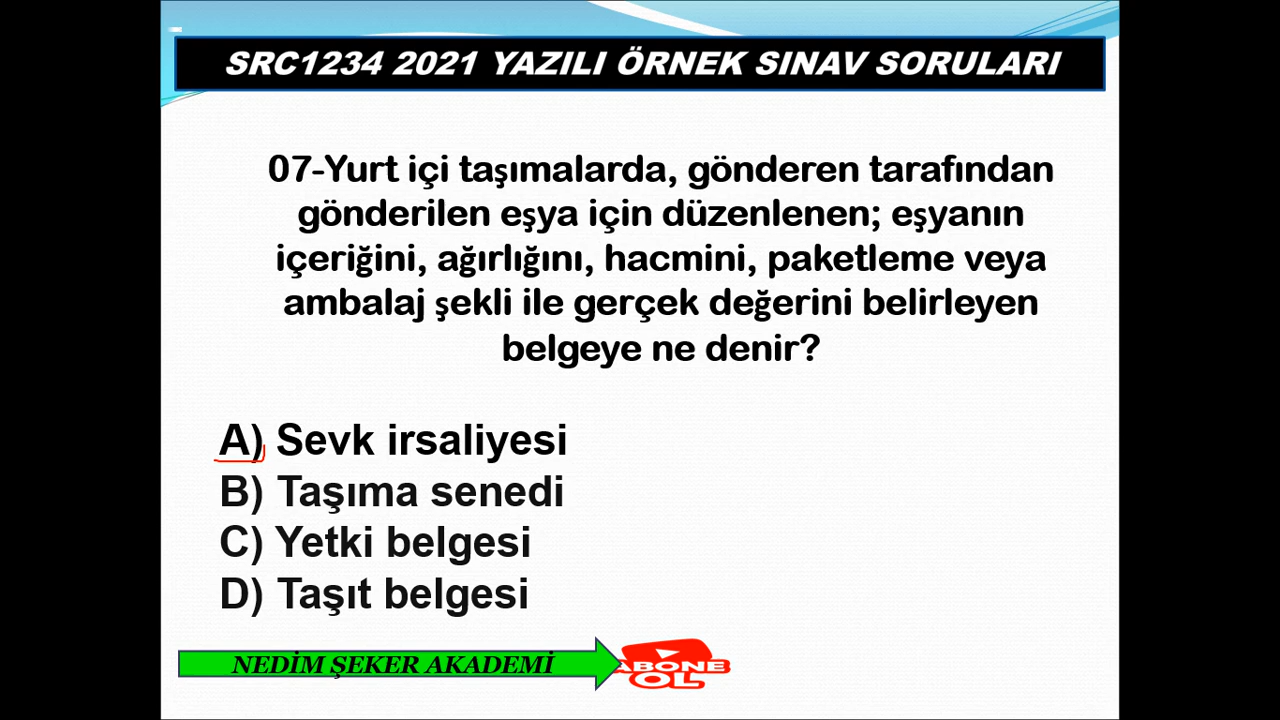 SRC1234 2021 YAZILI ÖRNEK SINAV SORULARI
07-Yurt içi taşımalarda, gönderen tarafından
gönderilen eşya için düzenlenen; eşyanın
içeriğini, ağırlığını, hacmini, paketleme veya
ambalaj şekli ile gerçek değerini belirleyen
belgeye ne denir?
A) Sevk irsaliyesi
B) Taşıma senedi
C) Yetki belgesi
D) Taşıt belgesi
NEDİM ŞEKER AKADEMİ
ABONE
OL